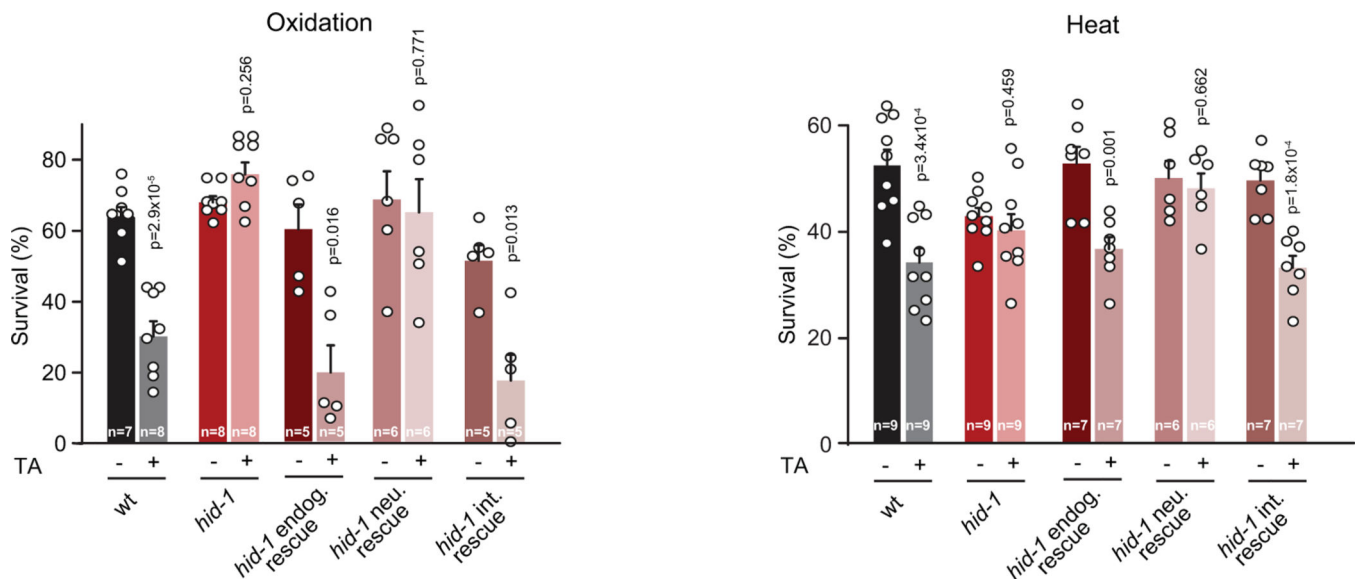 Oxidation
Survival (%)
80
60
40
20
0
p=2.9x10⁻⁵
p=0.256
p=0.016
p=0.771
p=0.013
n=7
n=8
n=8
n=8
n=5
n=5
n=6
n=6
n=5
n=5
TA
- + - + - + - + - +
wt
hid-1
hid-1 endog.
rescue
hid-1 neu.
rescue
hid-1 int.
rescue
Heat
Survival (%)
60
40
20
0
p=3.4x10⁻⁴
p=0.459
p=0.001
p=0.662
p=1.8x10⁻⁴
n=9
n=9
n=9
n=9
n=7
n=7
n=6
n=6
n=7
n=7
TA
- + - + - + - + - +
wt
hid-1
hid-1 endog.
rescue
hid-1 neu.
rescue
hid-1 int.
rescue